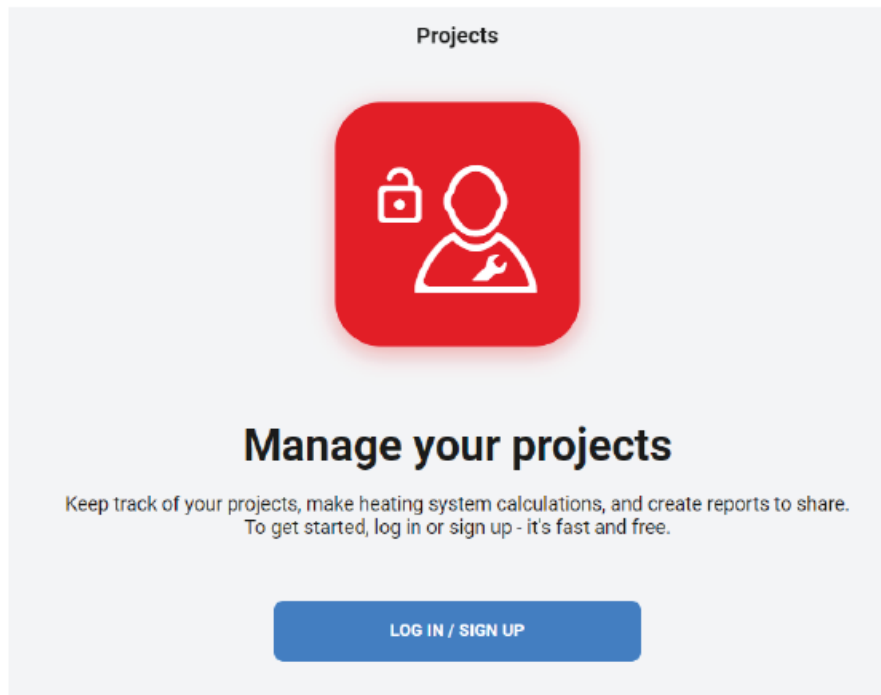 Projects
Manage your projects
Keep track of your projects, make heating system calculations, and create reports to share.
To get started, log in or sign up - it's fast and free.
LOG IN / SIGN UP